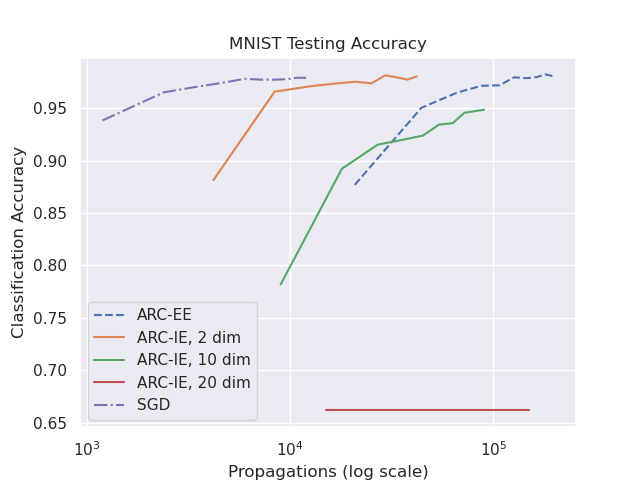 MNIST Testing Accuracy
Classification Accuracy
0.95
0.90
0.85
0.80
0.75
0.70
0.65
ARC-EE
ARC-IE, 2 dim
ARC-IE, 10 dim
ARC-IE, 20 dim
SGD
10³ 10⁴ 10⁵
Propagations (log scale)